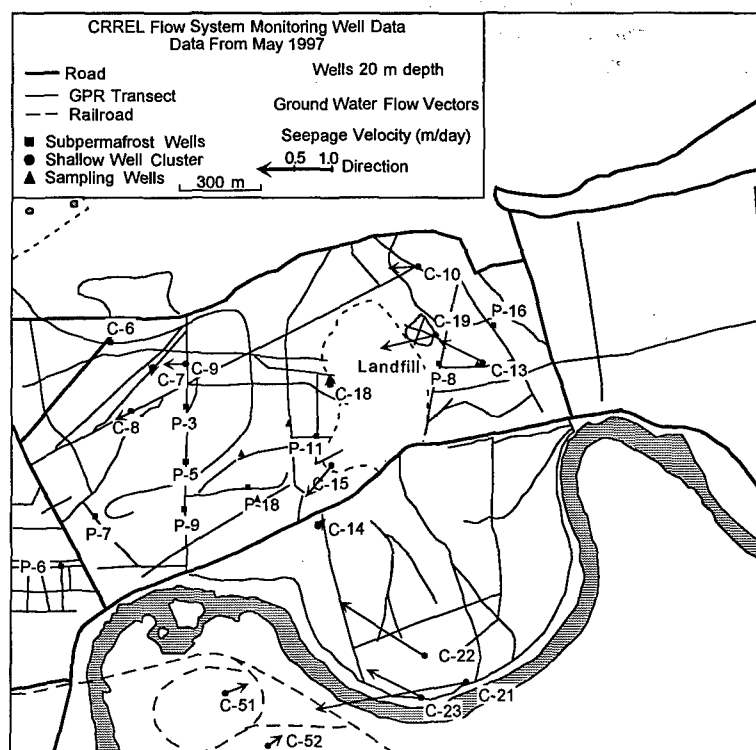 CRREL Flow System Monitoring Well Data
Data From May 1997
Road
Wells 20 m depth
GPR Transect
Ground Water Flow Vectors
Railroad
Seepage Velocity (m/day)
Subpermafrost Wells
Shallow Well Cluster
0.5 1.0
Direction
Sampling Wells
300 m
C-10
P-16
C-19
C-6
Landfill
C-9
C-7
P-8
C-13
C-18
P-3
C-8
P-11
P-5
C-15
P-18
P-9
C-14
P-7
P-6
C-22
C-21
C-51
C-23
C-52